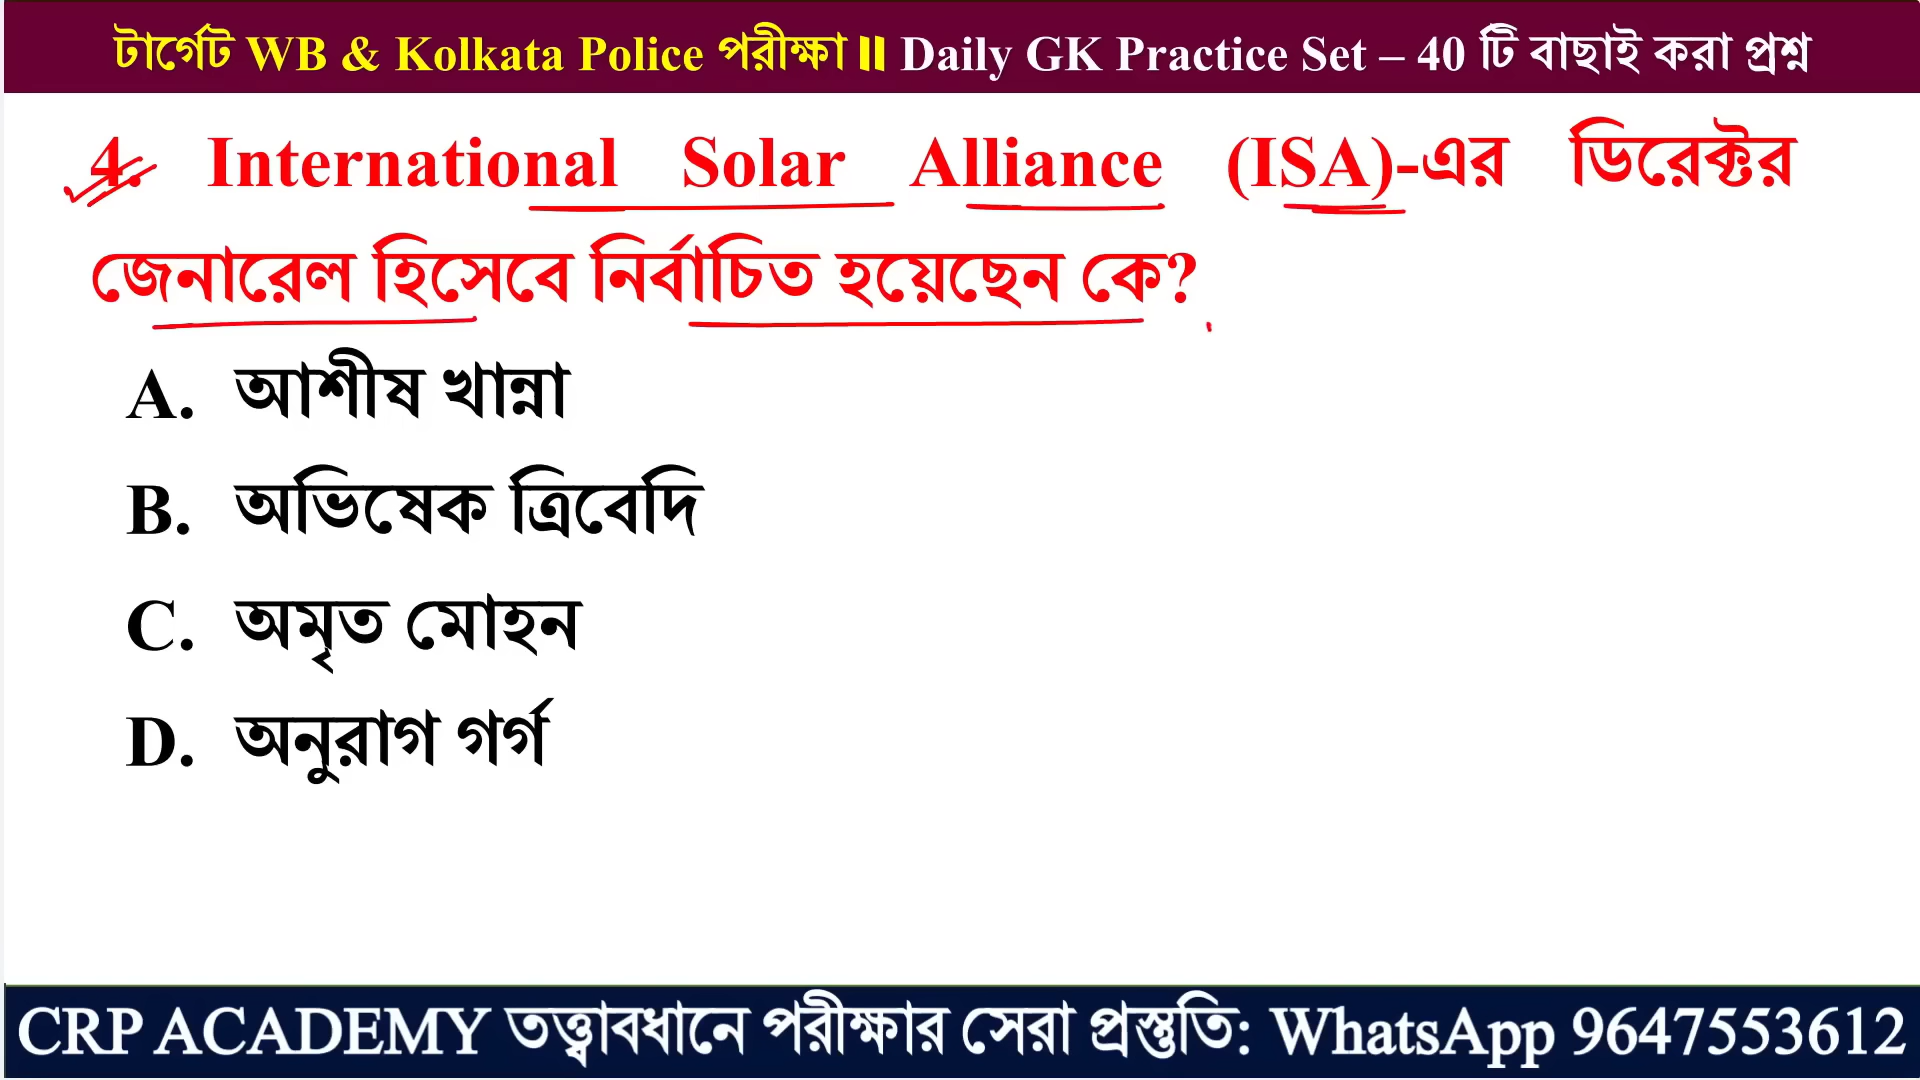 টার্গেট WB & Kolkata Police পরীক্ষা ॥ Daily GK Practice Set – 40 টি বাছাই করা প্রশ্ন
4. International Solar Alliance (ISA)-এর ডিরেক্টর
জেনারেল হিসেবে নির্বাচিত হয়েছেন কে?
A. আশীষ খান্না
B. অভিষেক ত্রিবেদি
C. অমৃত মোহন
D. অনুরাগ গর্গ
CRP ACADEMY তত্ত্বাবধানে পরীক্ষার সেরা প্রস্তুতি: WhatsApp 9647553612